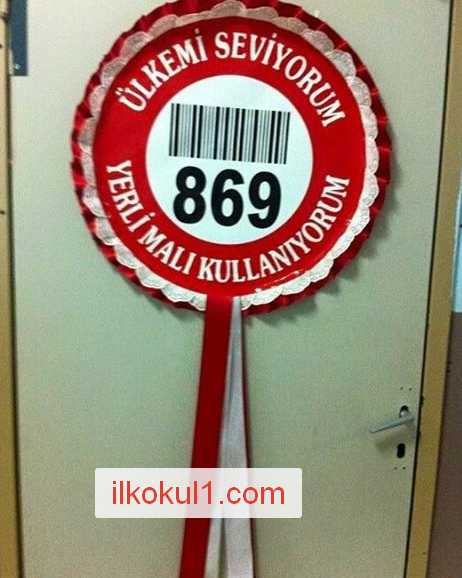 ÜLKEMİ SEVİYORUM
869
YERLİ MALI KULLANIYORUM
ilkokul1.com